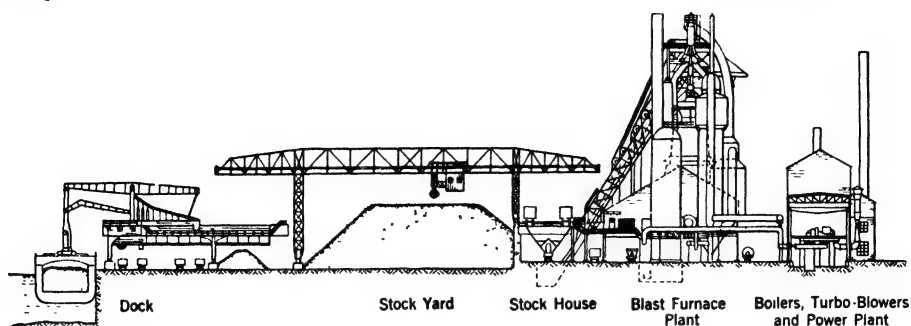 Dock
Stock Yard
Stock House
Blast Furnace
Plant
Boilers, Turbo-Blowers
and Power Plant